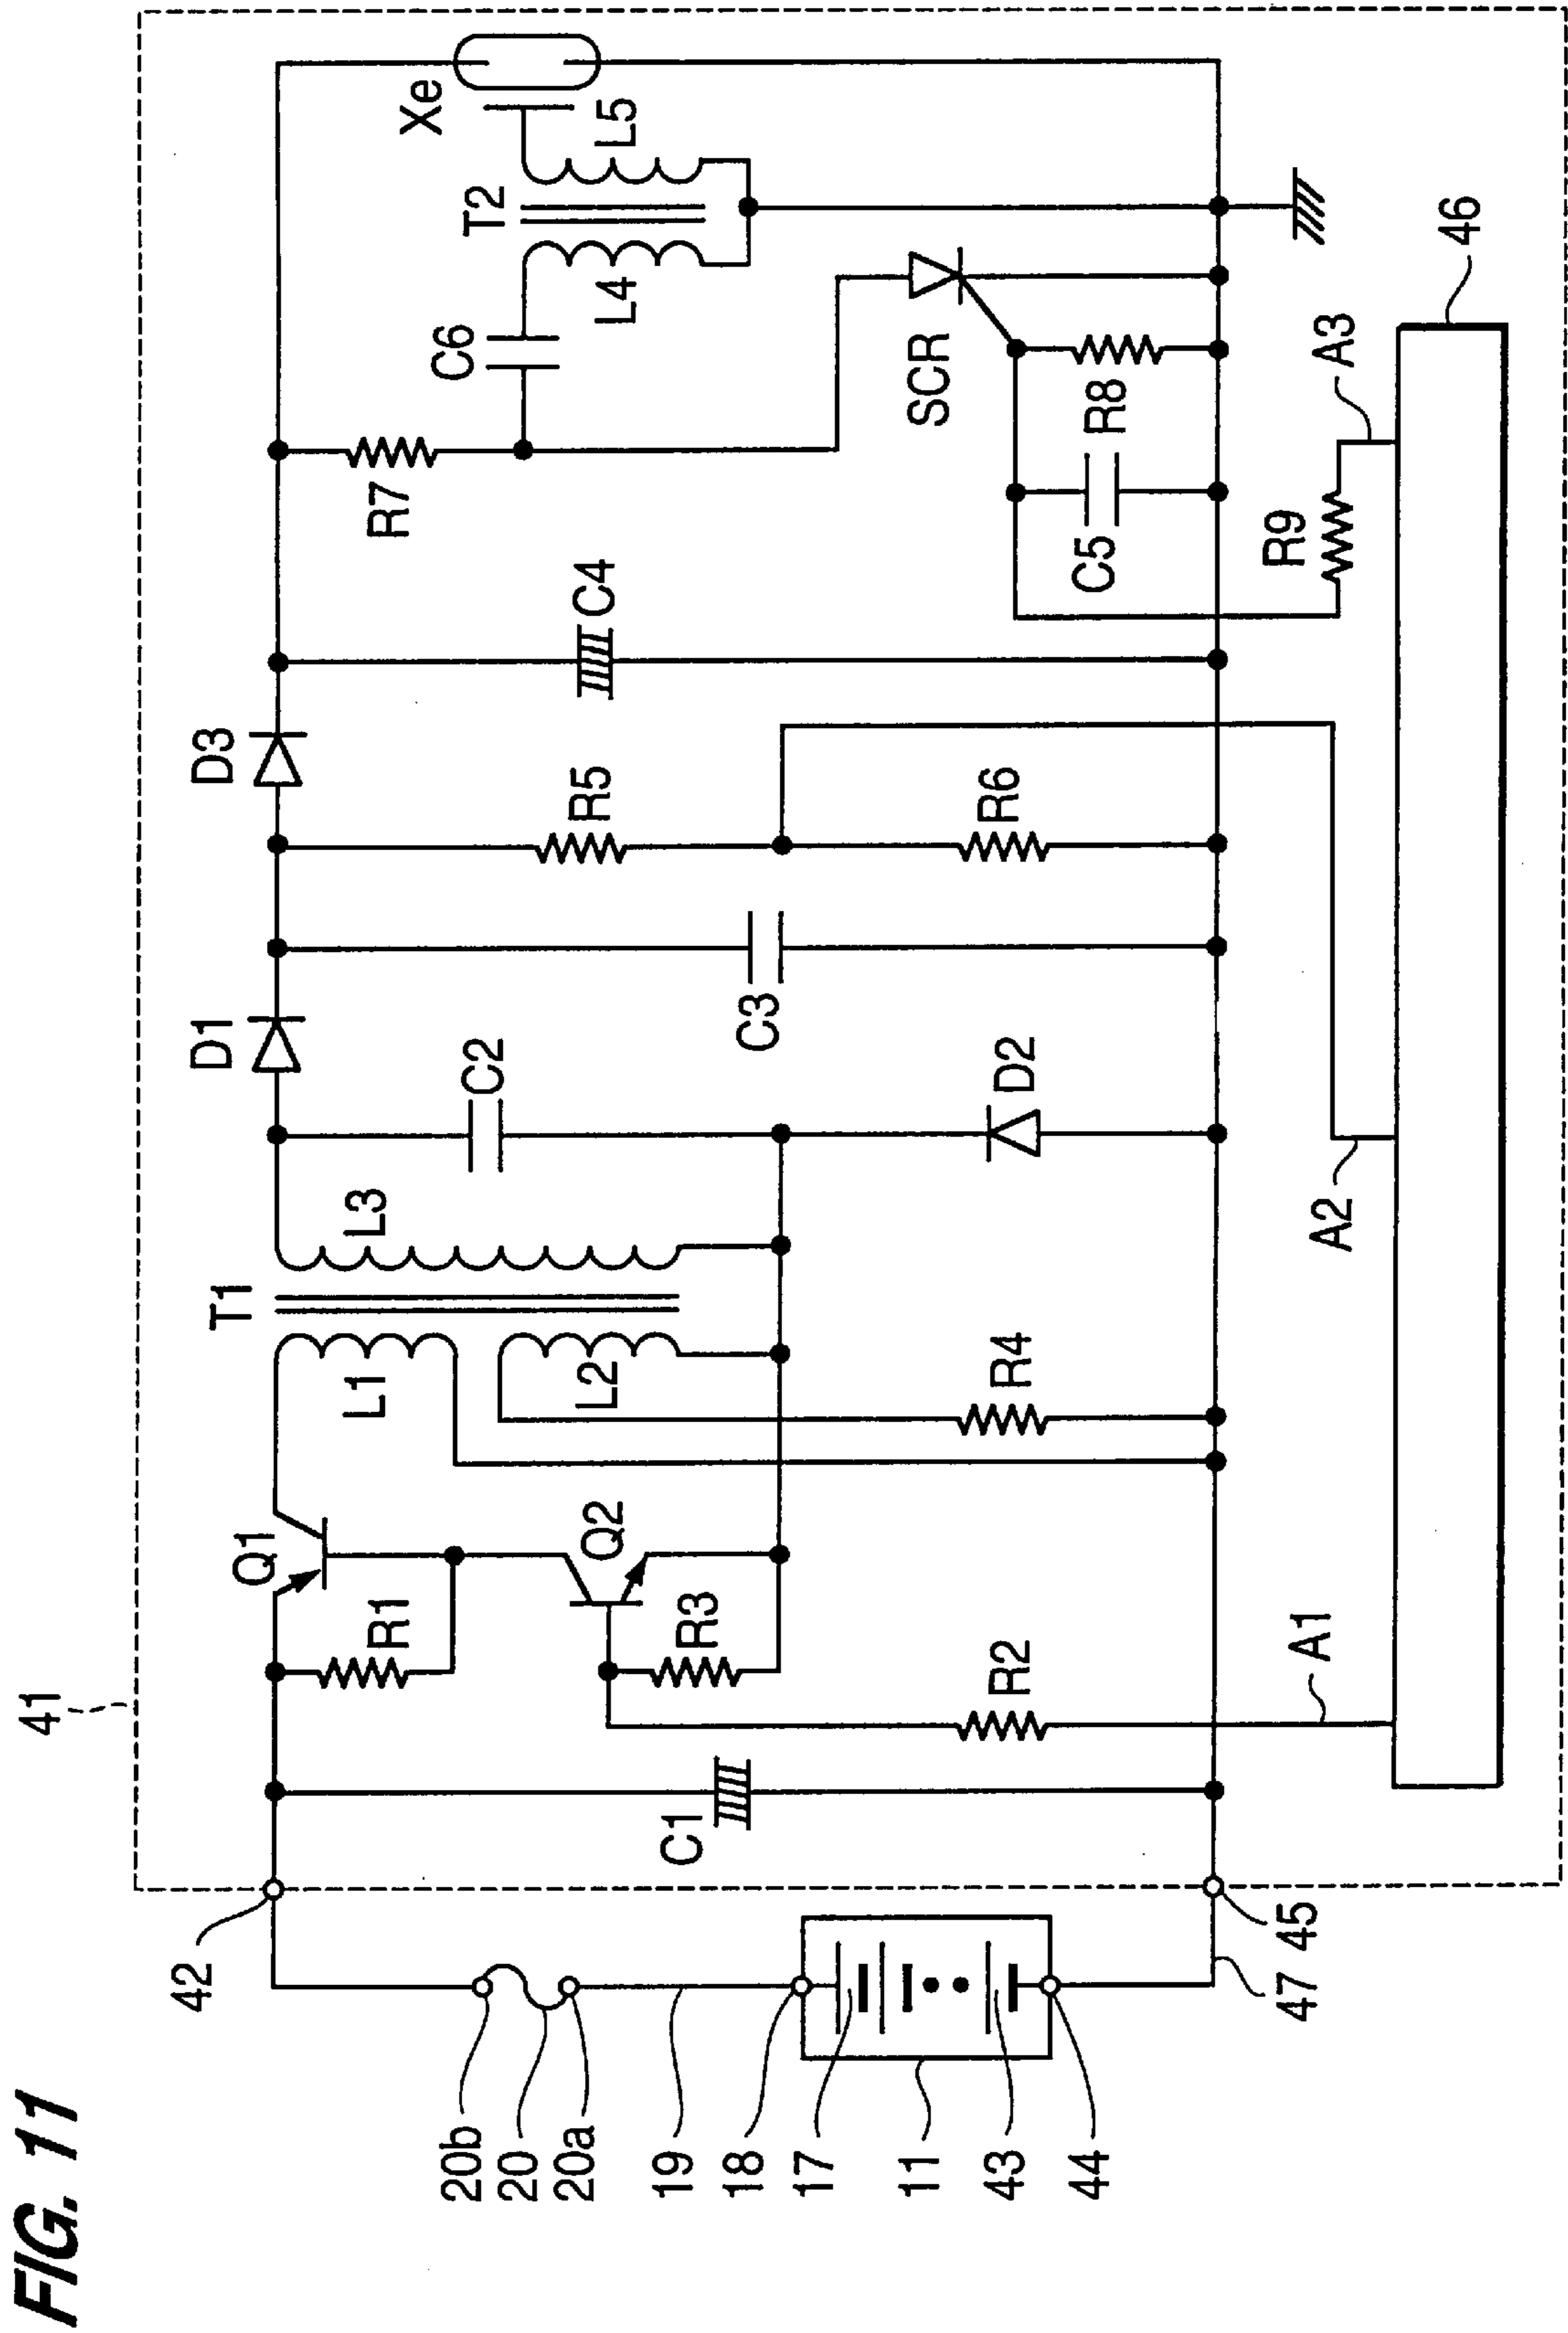 FIG. 11
41
42
20b
20
20a
19
18
17
11
43
44
47
45
C1
Q1
R1
Q2
R3
R2
A1
T1
L1
L2
L3
R4
D1
C2
D2
C3
D3
R5
R6
A2
C4
R7
C6
Xe
T2
L4
L5
SCR
R8
C5
R9
A3
46